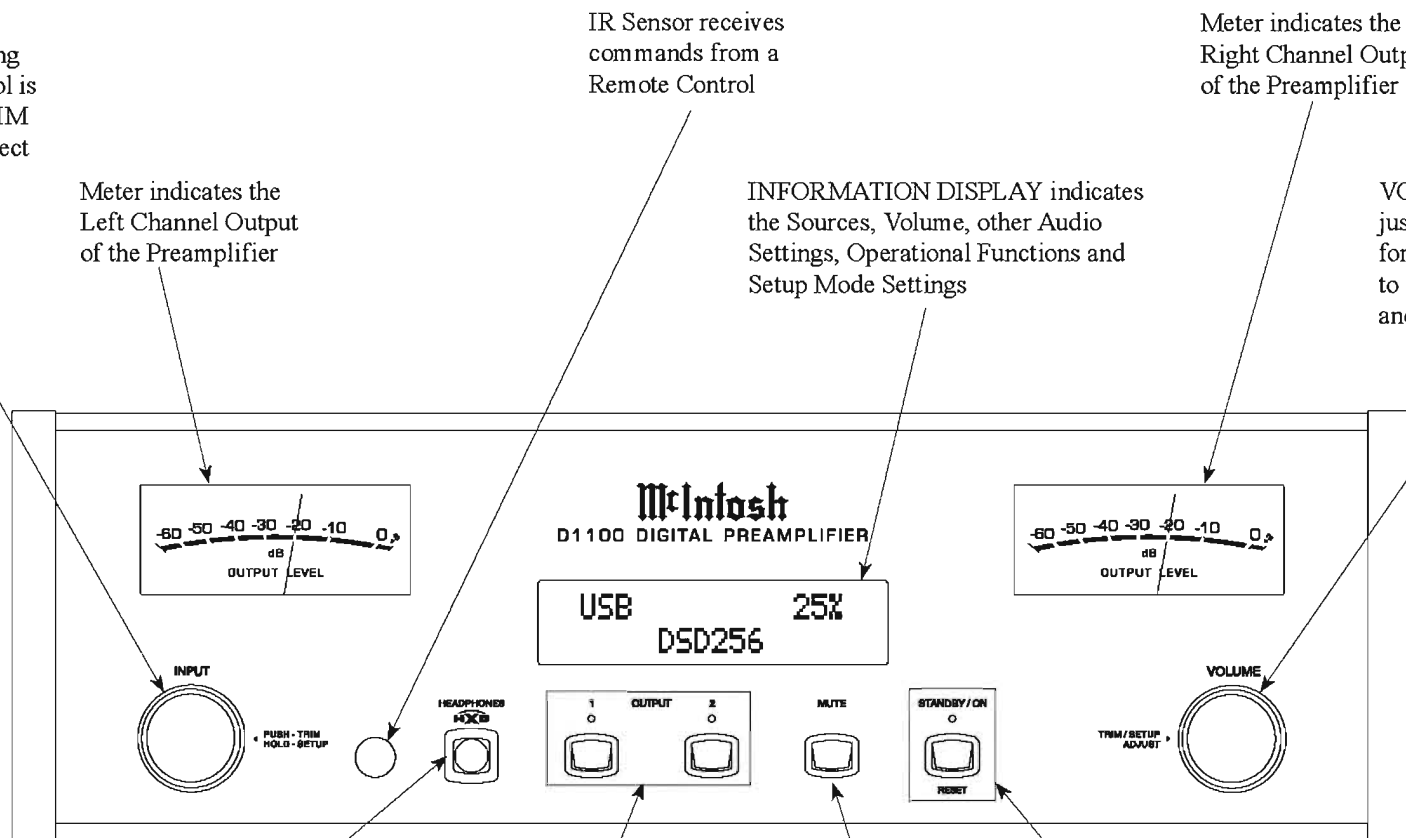 IR Sensor receives
commands from a
Remote Control
Meter indicates the
Right Channel
of the Preamplifier
Meter indicates the
Left Channel Output
of the Preamplifier
INFORMATION DISPLAY indicates
the Sources, Volume, other Audio
Settings, Operational Functions and
Setup Mode Settings
to
McIntosh
D1100 DIGITAL PREAMPLIFIER
-60 -50 -40 -30 -20 -10 0
dB
OUTPUT LEVEL
-60 -50 -40 -30 -20 -10 0
dB
OUTPUT LEVEL
USB 25%
DSD256
INPUT
PUSH - TRIM
HOLD - SETUP
HEADPHONES
HXD
1 OUTPUT 2
MUTE
STANDBY / ON
RESET
VOLUME
TRIM / SETUP
ADJUST